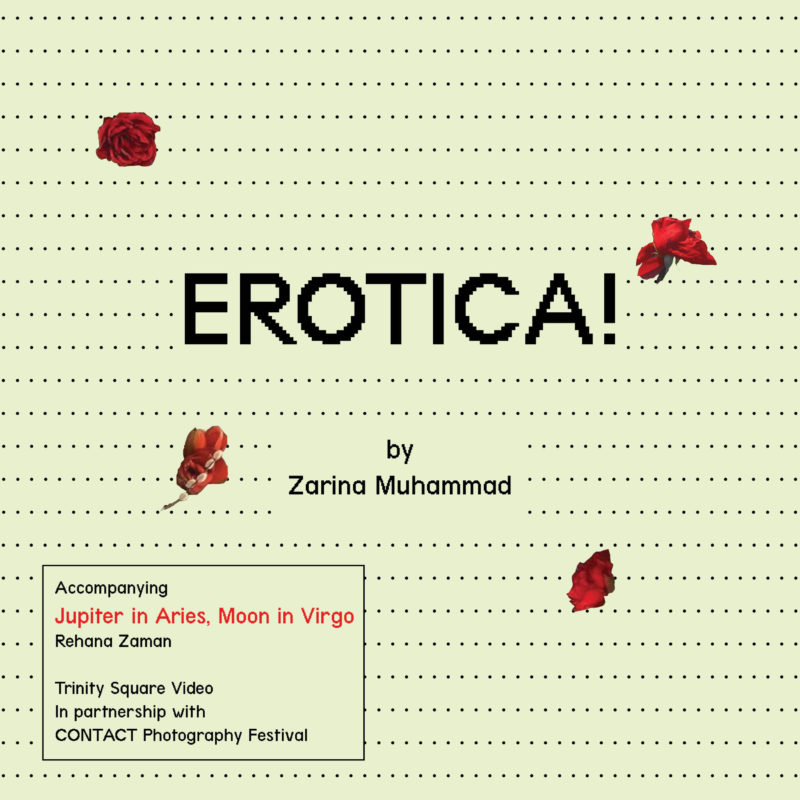 EROTICA!
by
Zarina Muhammad
Accompanying
Jupiter in Aries, Moon in Virgo
Rehana Zaman
Trinity Square Video
In partnership with
CONTACT Photography Festival